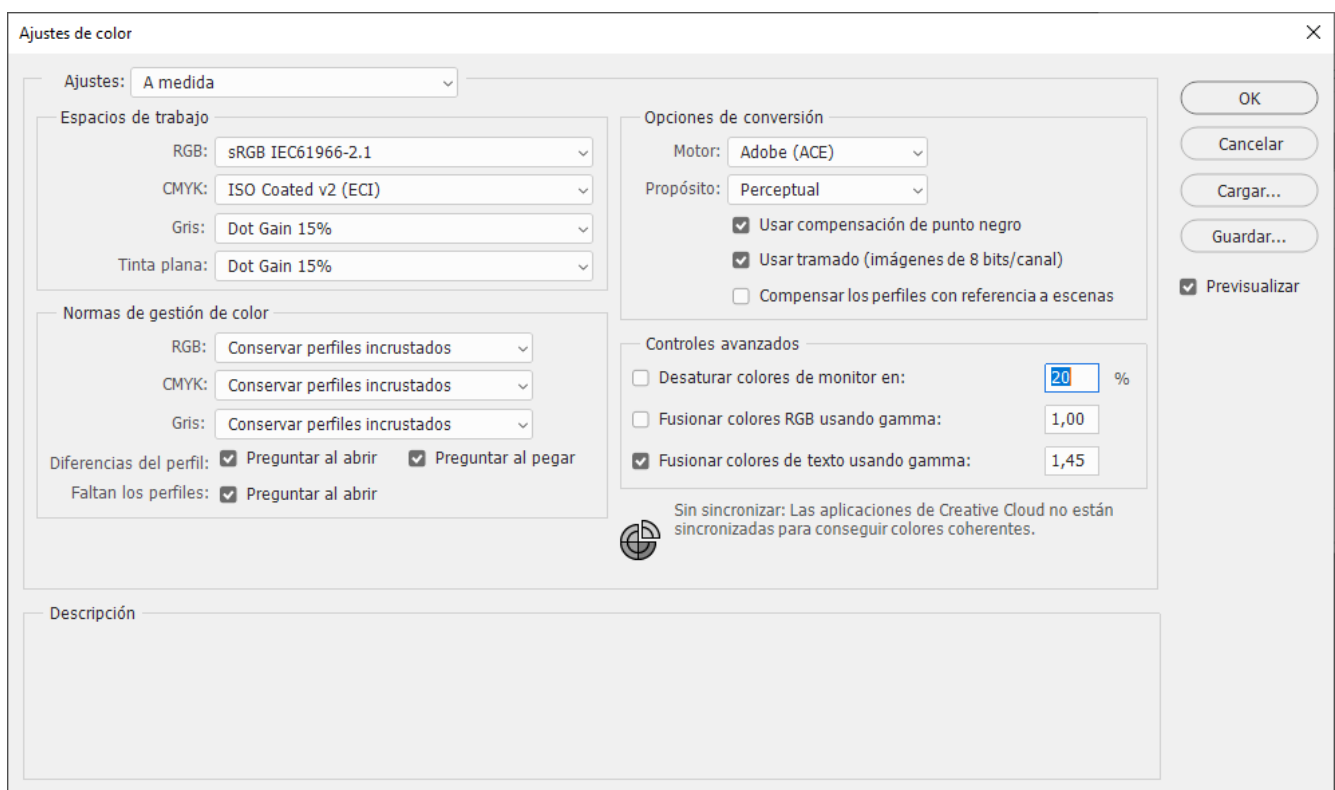 Ajustes de color
Ajustes: A medida
Espacios de trabajo
RGB: sRGB IEC61966-2.1
CMYK: ISO Coated v2 (ECI)
Gris: Dot Gain 15%
Tinta plana: Dot Gain 15%
Normas de gestión de color
RGB: Conservar perfiles incrustados
CMYK: Conservar perfiles incrustados
Gris: Conservar perfiles incrustados
Diferencias del perfil: Preguntar al abrir Preguntar al pegar
Faltan los perfiles: Preguntar al abrir
Opciones de conversión
Motor: Adobe (ACE)
Propósito: Perceptual
Usar compensación de punto negro
Usar tramado (imágenes de 8 bits/canal)
Compensar los perfiles con referencia a escenas
Controles avanzados
Desaturar colores de monitor en: 20 %
Fusionar colores RGB usando gamma: 1,00
Fusionar colores de texto usando gamma: 1,45
Sin sincronizar: Las aplicaciones de Creative Cloud no están
sincronizadas para conseguir colores coherentes.
OK
Cancelar
Cargar...
Guardar...
Previsualizar
Descripción